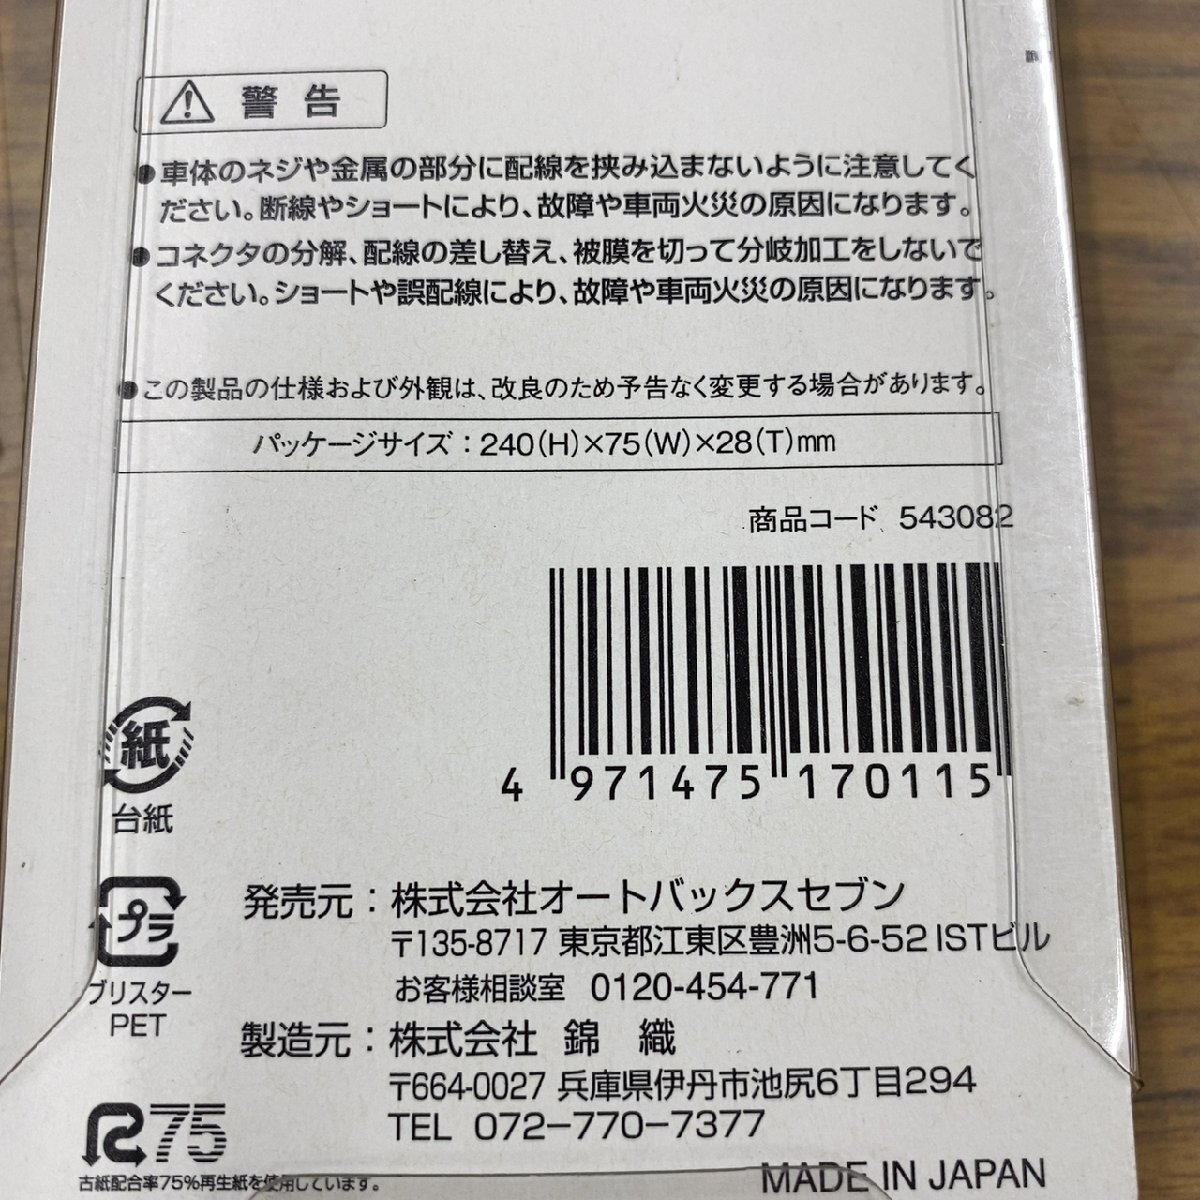 警告
●車体のネジや金属の部分に配線を挟み込まないように注意してく
ださい。断線やショートにより、故障や車両火災の原因になります。
●コネクタの分解、配線の差し替え、被膜を切って分岐加工をしないで
ください。ショートや誤配線により、故障や車両火災の原因になります。
●この製品の仕様および外観は、改良のため予告なく変更する場合があります。
パッケージサイズ：240(H)×75(W)×28(T)mm
商品コード 543082
4 971475 170115
紙
台紙
プラ
ブリスター
PET
発売元：株式会社オートバックスセブン
〒135-8717 東京都江東区豊洲5-6-52 ISTビル
お客様相談室 0120-454-771
製造元：株式会社 錦 織
〒664-0027 兵庫県伊丹市池尻6丁目294
TEL 072-770-7377
R75
古紙配合率75%再生紙を使用しています。
MADE IN JAPAN